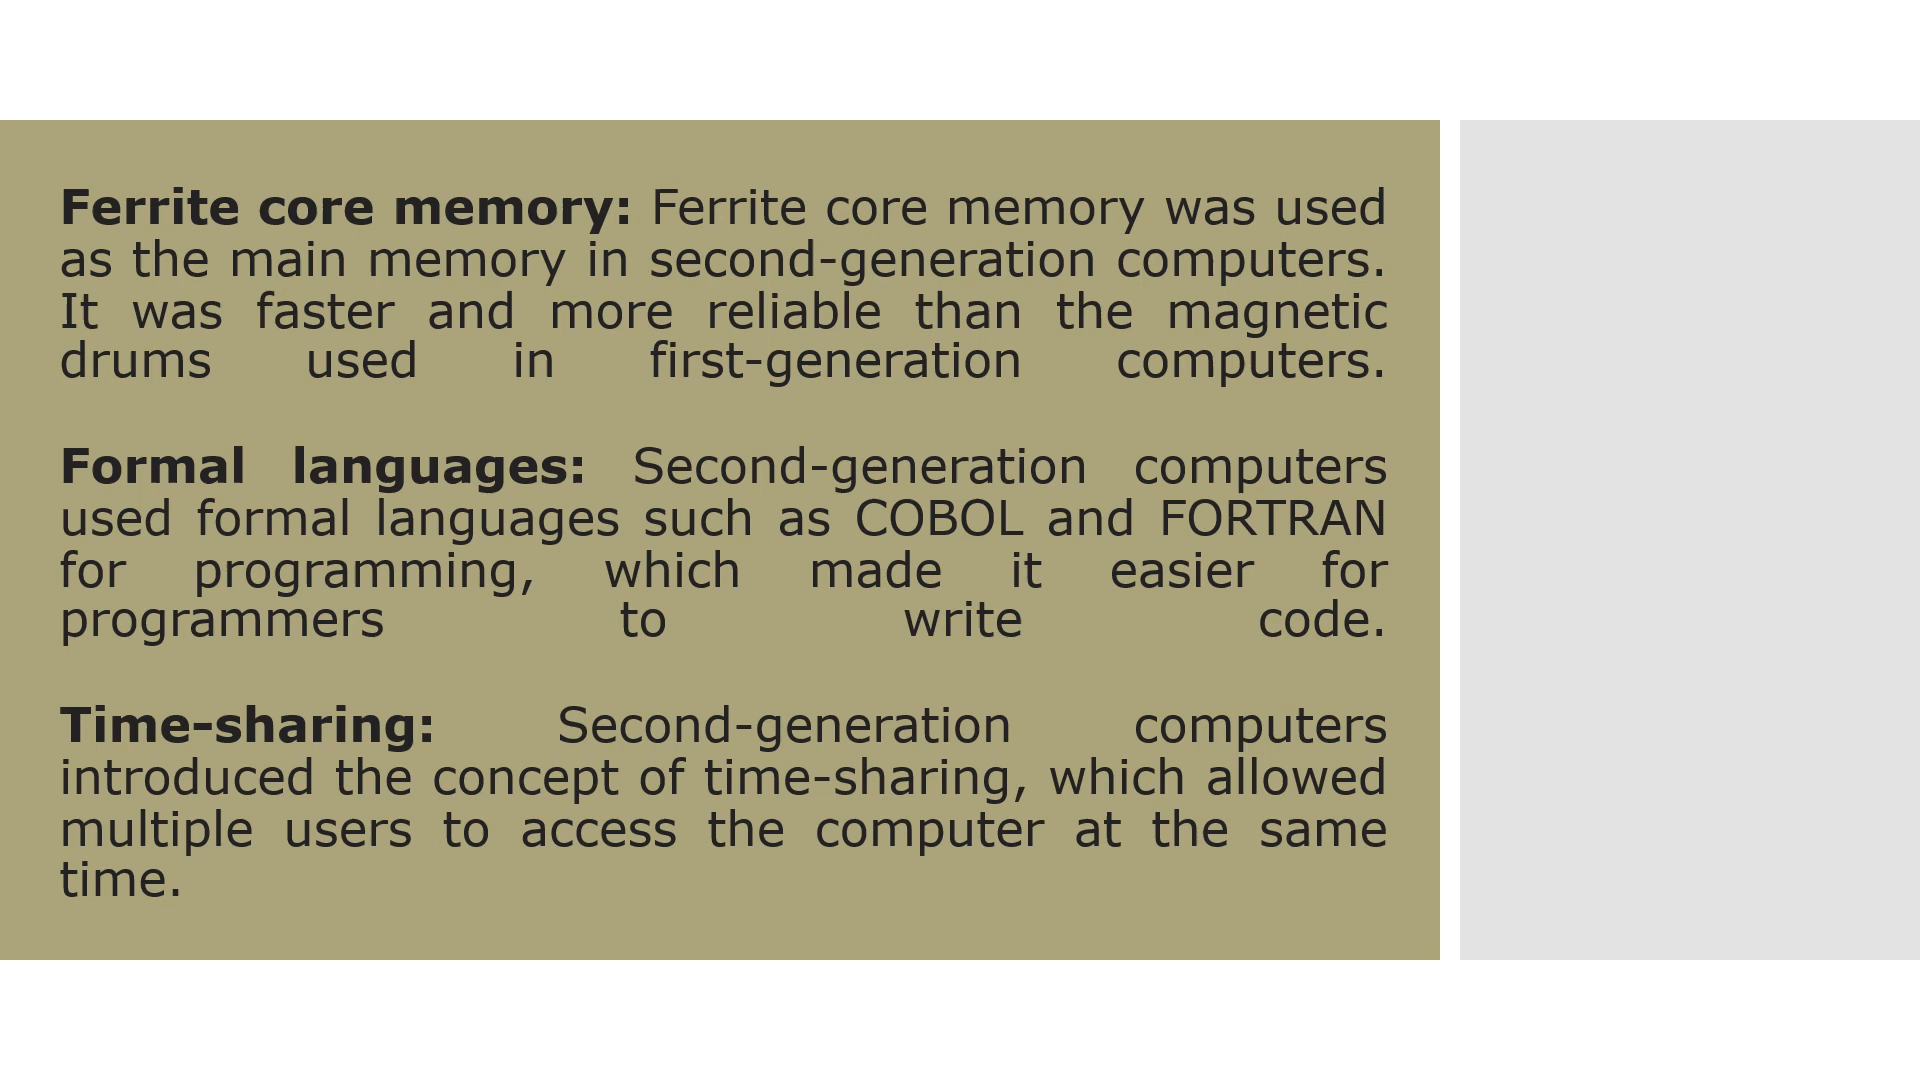 Ferrite core memory: Ferrite core memory was used
as the main memory in second-generation computers.
It was faster and more reliable than the magnetic
drums used in first-generation computers.
Formal languages: Second-generation computers
used formal languages such as COBOL and FORTRAN
for programming, which made it easier for
programmers to write code.
Time-sharing: Second-generation computers
introduced the concept of time-sharing, which allowed
multiple users to access the computer at the same
time.